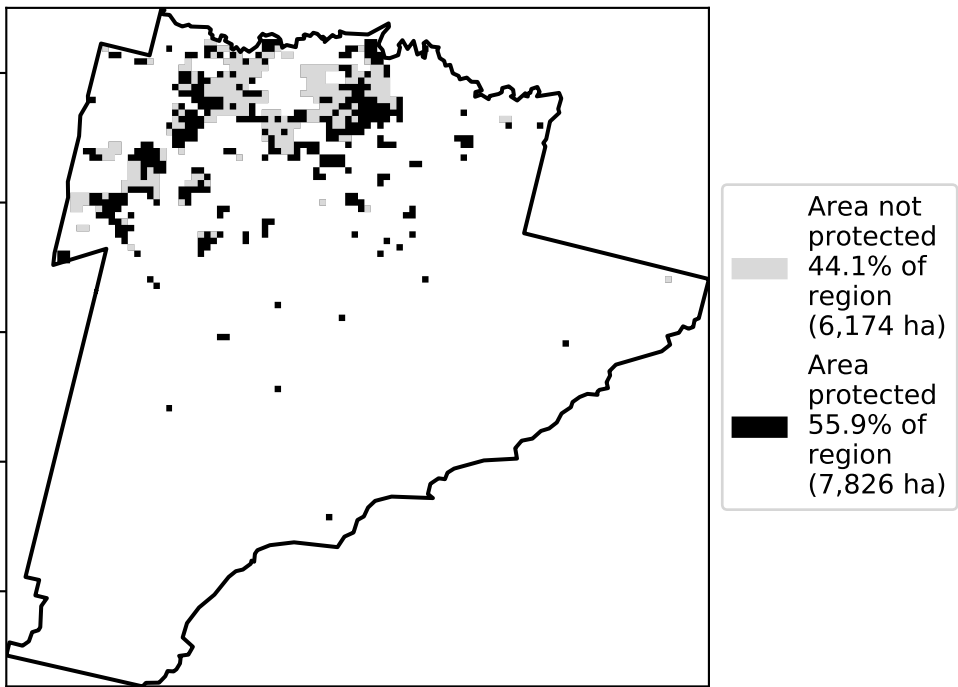 Area not
protected
44.1% of
region
(6,174 ha)
Area
protected
55.9% of
region
(7,826 ha)